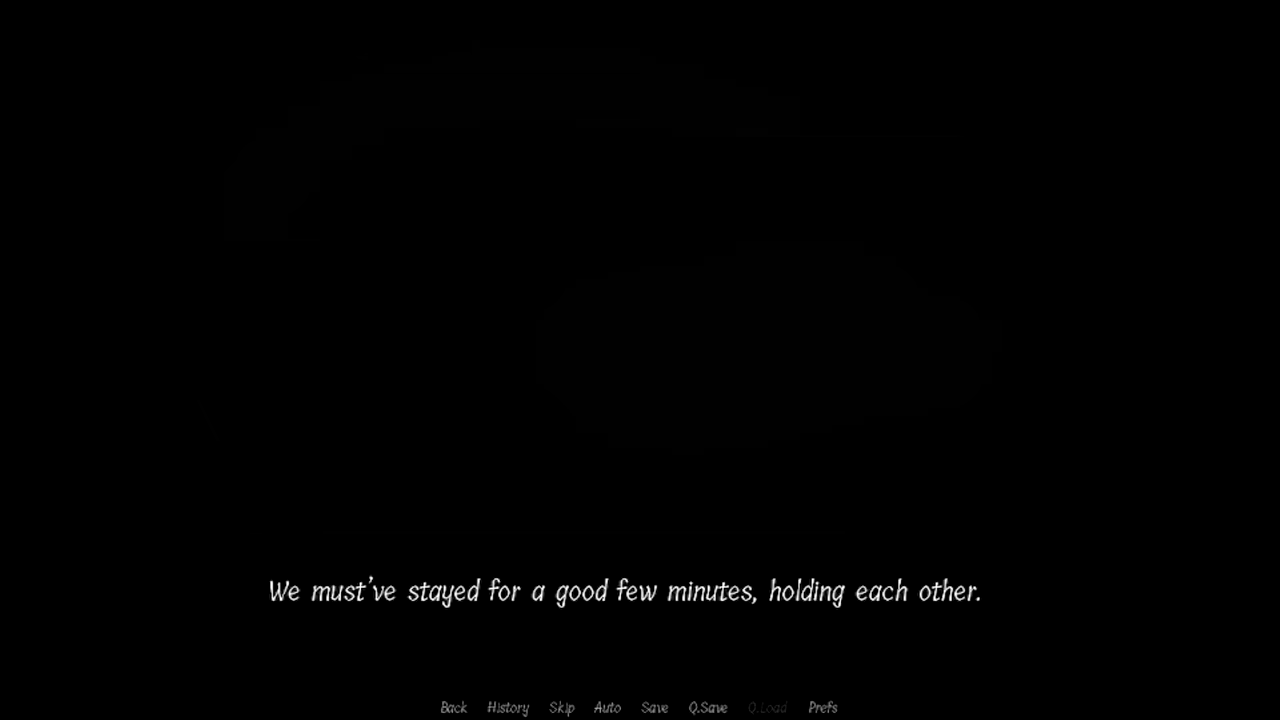 We must've stayed for a good few minutes, holding each other.
Back History Skip Auto Save Q.Save Q.Load Prefs